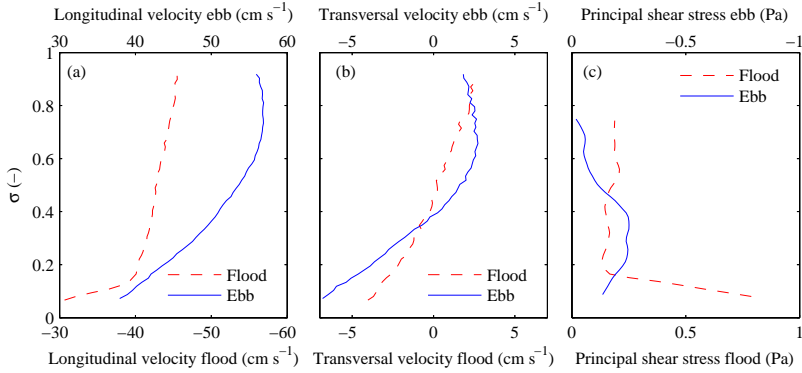 Longitudinal velocity ebb (cm s⁻¹)
Transversal velocity ebb (cm s⁻¹)
Principal shear stress ebb (Pa)
30 40 50 60
−5 0 5
0 −0.5 −1
1
0.8
0.6
0.4
0.2
0
σ (−)
(a)
Flood
Ebb
(b)
Flood
Ebb
(c)
Flood
Ebb
−30 −40 −50 −60
−5 0 5
0 0.5 1
Longitudinal velocity flood (cm s⁻¹)
Transversal velocity flood (cm s⁻¹)
Principal shear stress flood (Pa)